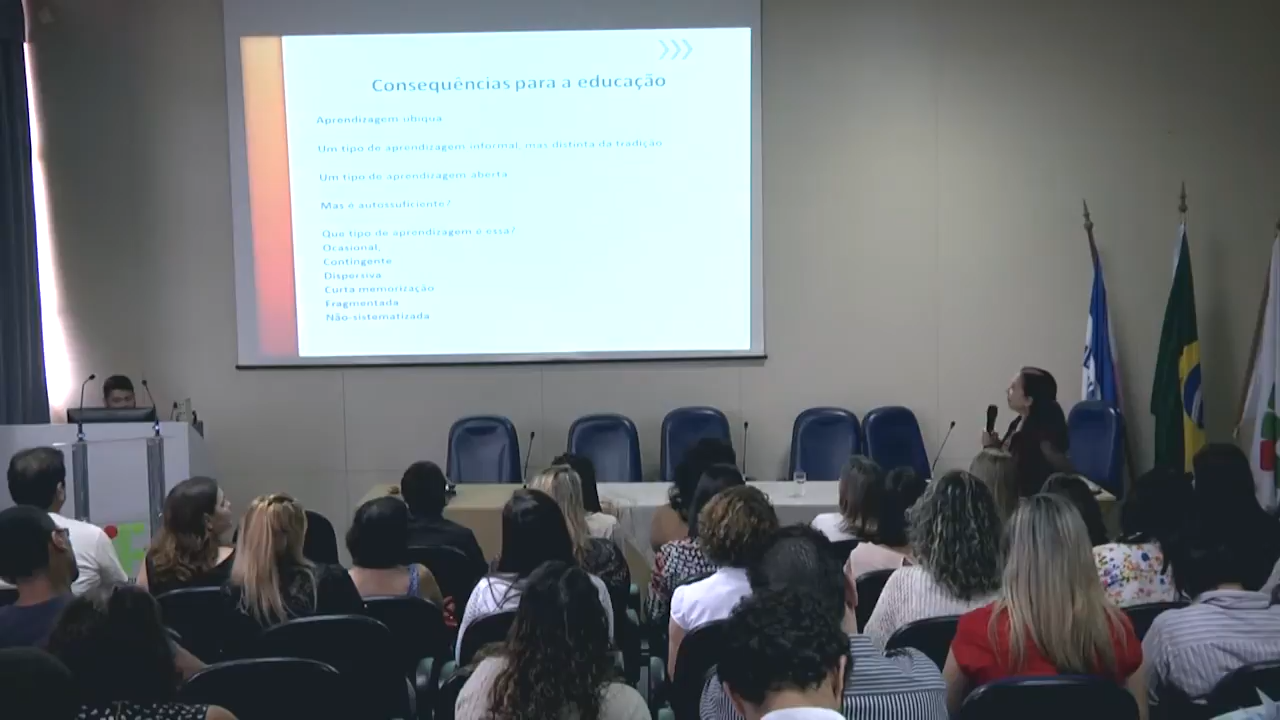 Consequências para a educação
Aprendizagem ubíqua
Um tipo de aprendizagem informal, mas distinta da tradição
Um tipo de aprendizagem aberta
Mas é autossuficiente?
Que tipo de aprendizagem é essa?
Ocasional,
Contingente
Dispersiva
Curta memorização
Fragmentada
Não sistematizada